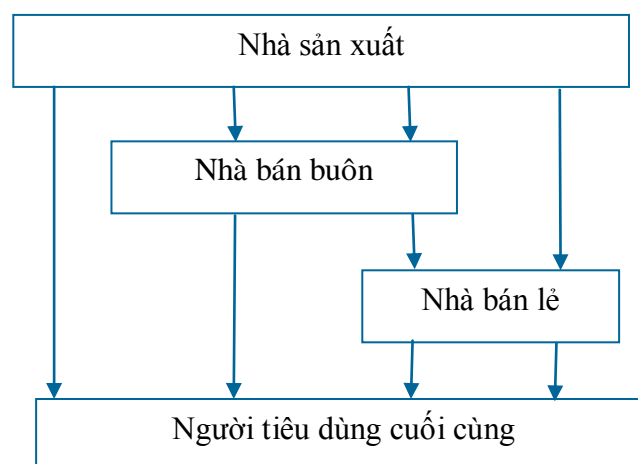 Nhà sản xuất
Nhà bán buôn
Nhà bán lẻ
Người tiêu dùng cuối cùng